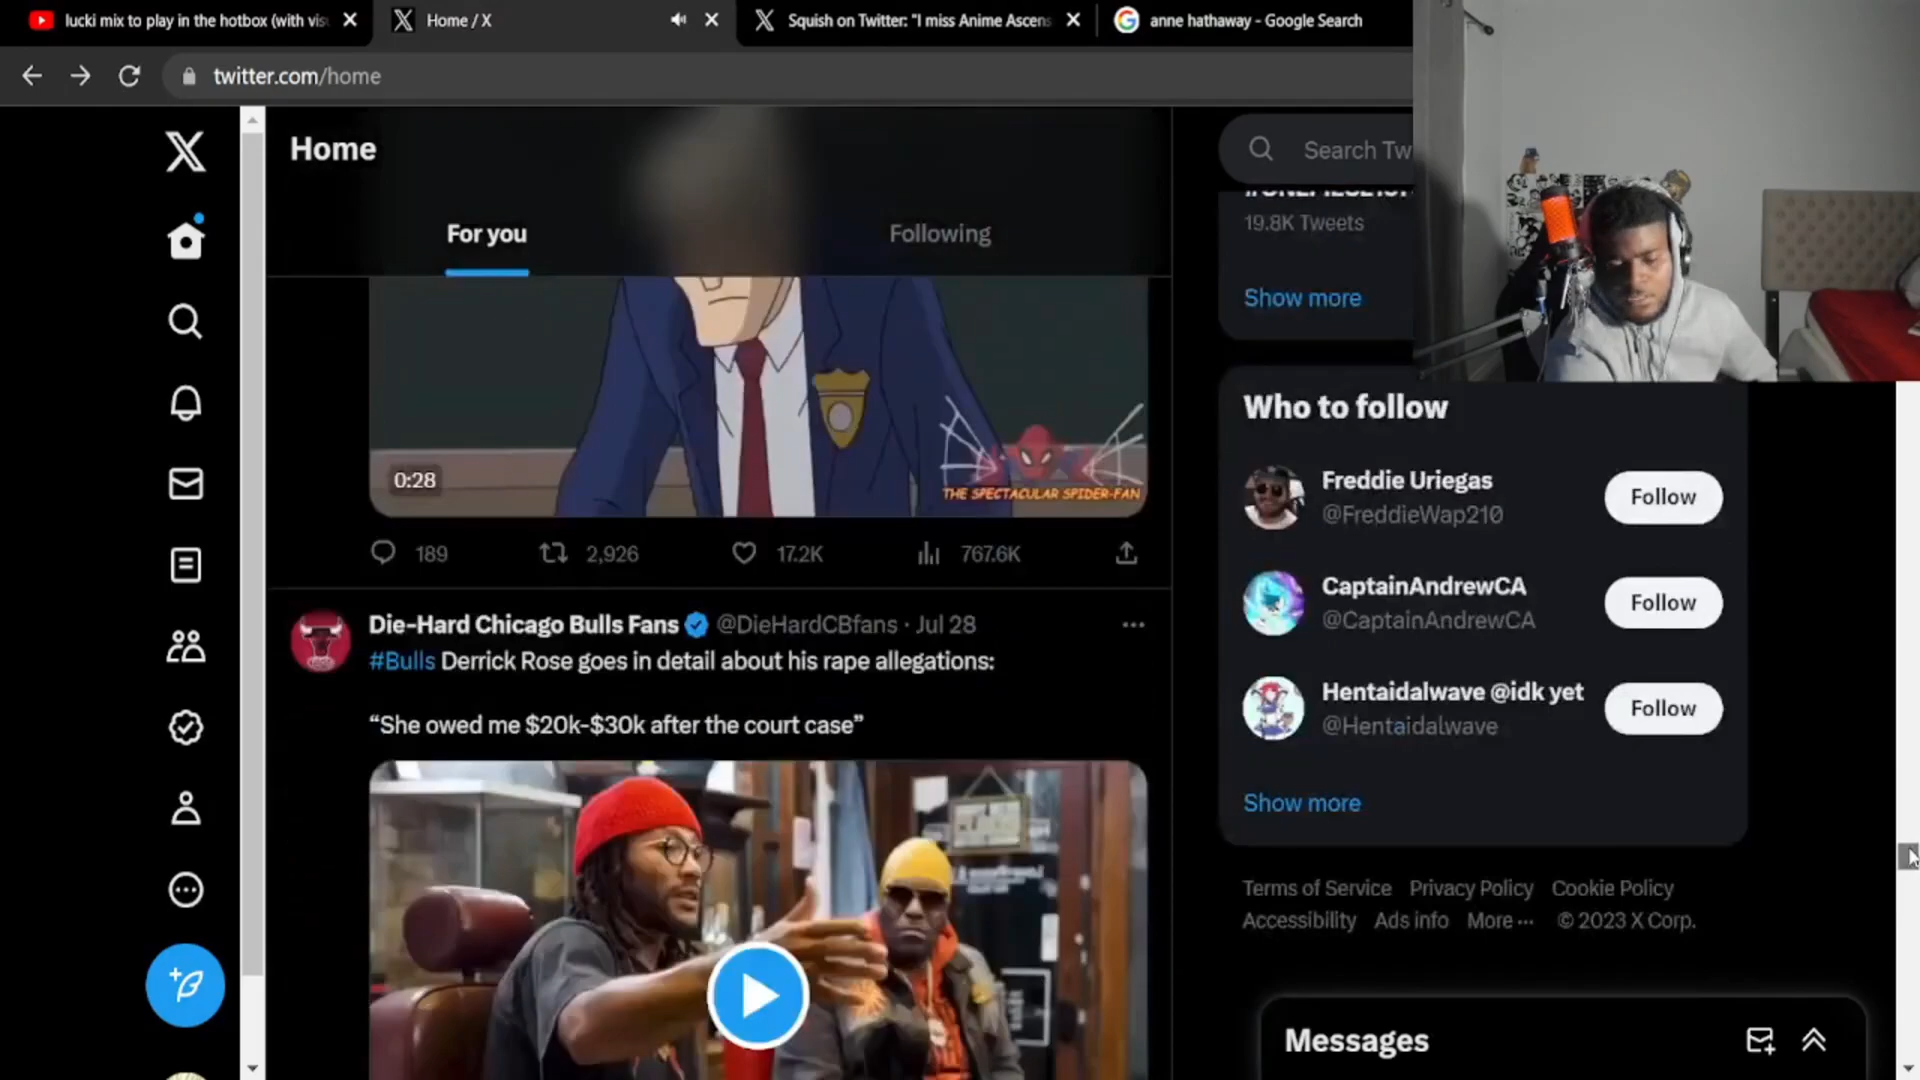 lucki mix to play in the hotbox (with vis
Home / X
Squish on Twitter: "I miss Anime Ascens
anne hathaway - Google Search
twitter.com/home
Home
For you
Following
Search Tw
19.8K Tweets
Show more
0:28
THE SPECTACULAR SPIDER-FAN
189
2,926
17.2K
767.6K
Die-Hard Chicago Bulls Fans @DieHardCBfans · Jul 28
#Bulls Derrick Rose goes in detail about his rape allegations:
“She owed me $20k-$30k after the court case”
Who to follow
Freddie Uriegas
@FreddieWap210
Follow
CaptainAndrewCA
@CaptainAndrewCA
Follow
Hentaidalwave @idk yet
@Hentaidalwave
Follow
Show more
Terms of Service Privacy Policy Cookie Policy
Accessibility Ads info More ··· © 2023 X Corp.
Messages